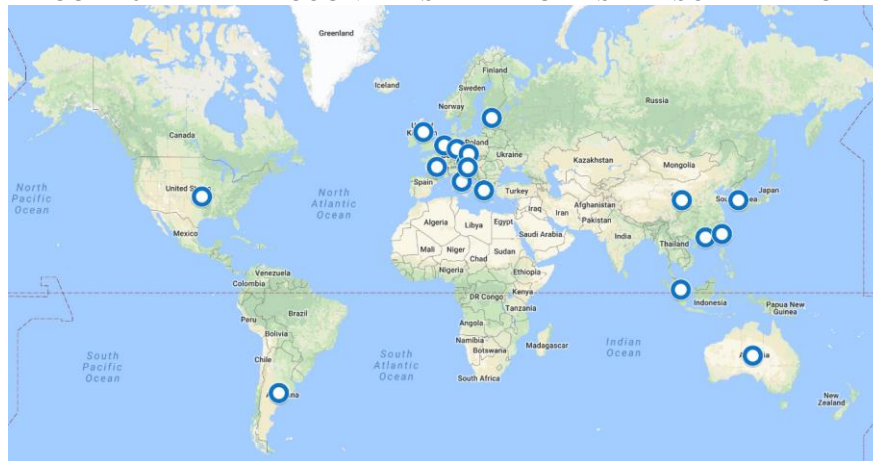 Greenland
Finland
Iceland
Sweden
Norway
Russia
Canada
Poland
Ukraine
Kazakhstan
Mongolia
North
Pacific
Ocean
United
North
Atlantic
Ocean
Spain
Turkey
Afghanistan
Iraq
Iran
Pakistan
Japan
Mexico
Algeria
Libya
Egypt
Saudi Arabia
India
Thailand
Mali
Niger
Chad
Sudan
Nigeria
Ethiopia
Venezuela
Colombia
Kenya
DR Congo
Tanzania
Indonesia
Papua New
Guinea
Peru
Brazil
Bolivia
Angola
Namibia
Botswana
Madagascar
Indian
Ocean
South
Pacific
Ocean
Chile
South
Atlantic
Ocean
South Africa
New
Zealand